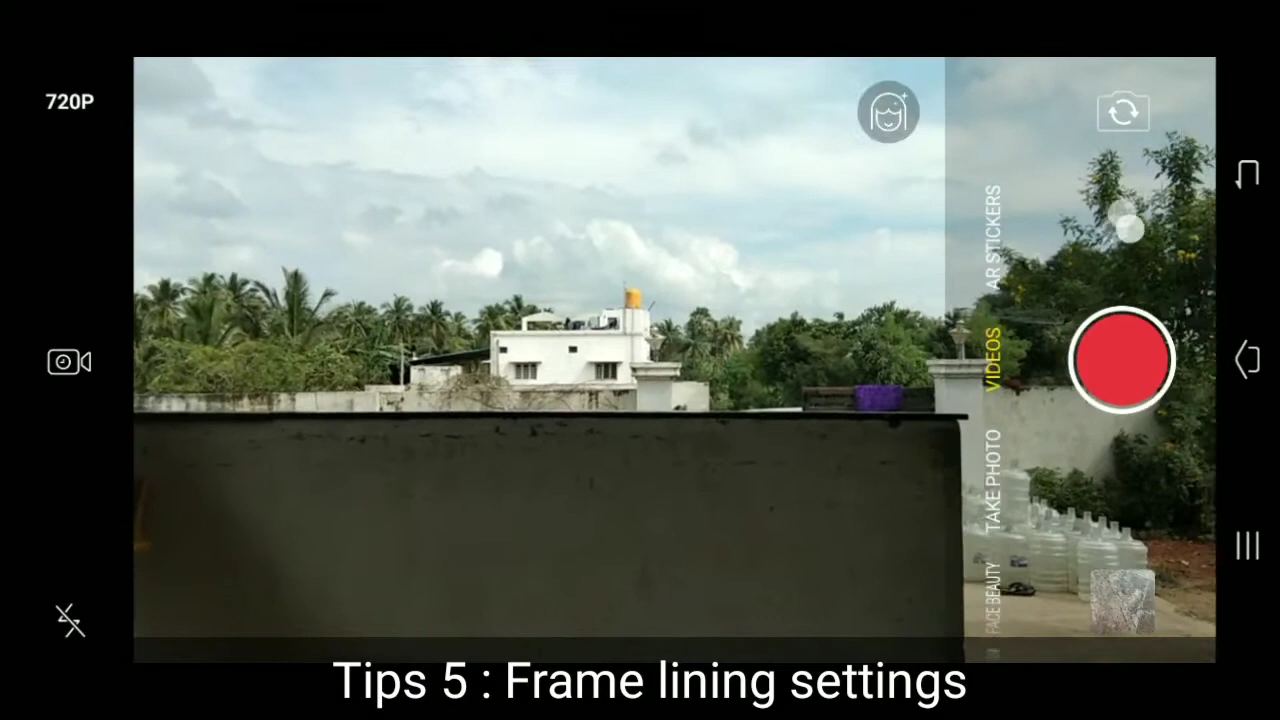 720P
AR STICKERS
VIDEOS
TAKE PHOTO
FACE BEAUTY
Tips 5 : Frame lining settings